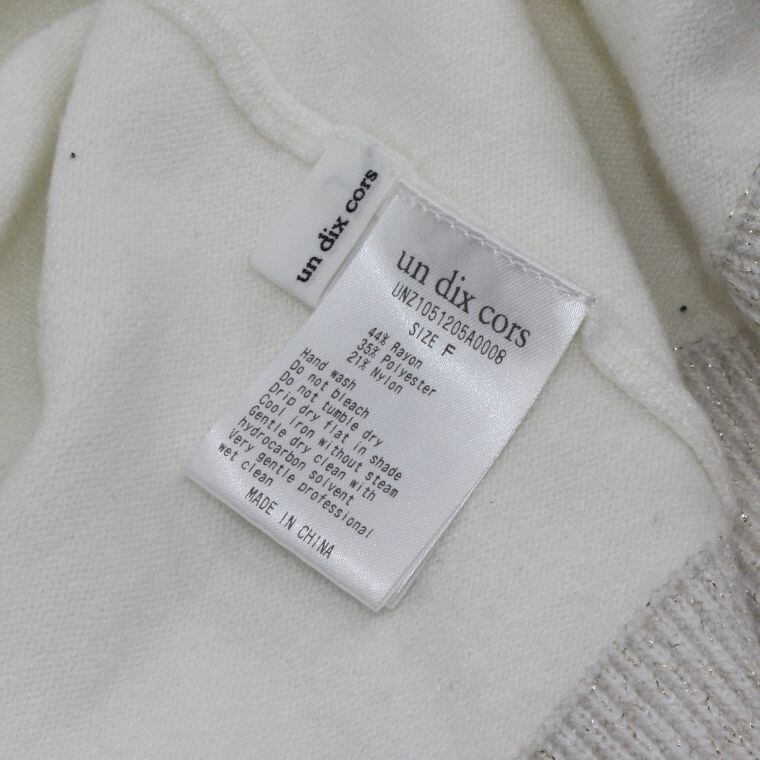 un dix cors
un dix cors
UNZ1051205A0008
SIZE F
44% Rayon
35% Polyester
21% Nylon
Hand wash
Do not bleach
Do not tumble dry
Drip dry flat in shade
Cool iron without steam
Gentle dry clean with
hydrocarbon solvent
Very gentle professional
wet clean
MADE IN CHINA